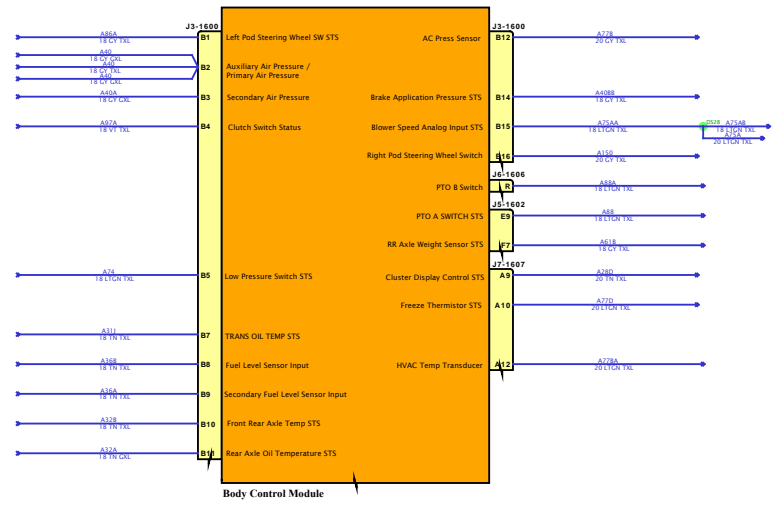 J3-1600
J3-1600
A86A
18 GY TXL
B1
Left Pod Steering Wheel SW STS
AC Press Sensor
B12
A77B
20 GY TXL
A40
18 GY GXL
A40
18 GY TXL
A40
18 GY GXL
B2
Auxiliary Air Pressure /
Primary Air Pressure
A40A
18 GY GXL
B3
Secondary Air Pressure
Brake Application Pressure STS
B14
A40BB
18 GY TXL
A97A
18 VT TXL
B4
Clutch Switch Status
Blower Speed Analog Input STS
B15
A75AA
18 LTGN TXL
DS28
A75AB
18 LTGN TXL
A75A
20 LTGN TXL
Right Pod Steering Wheel Switch
B16
A150
20 GY TXL
J6-1606
PTO B Switch
R
A88A
18 LTGN TXL
J5-1602
PTO A SWITCH STS
E9
A88
18 LTGN TXL
RR Axle Weight Sensor STS
F7
A61B
18 GY TXL
J7-1607
A74
18 LTGN TXL
B5
Low Pressure Switch STS
Cluster Display Control STS
A9
A28D
20 TN TXL
Freeze Thermistor STS
A10
A77D
20 LTGN TXL
A31J
18 TN TXL
B7
TRANS OIL TEMP STS
A36B
18 TN TXL
B8
Fuel Level Sensor Input
HVAC Temp Transducer
A12
A77BA
20 LTGN TXL
A36A
18 TN TXL
B9
Secondary Fuel Level Sensor Input
A32B
18 TN TXL
B10
Front Rear Axle Temp STS
A32A
18 TN GXL
B11
Rear Axle Oil Temperature STS
Body Control Module